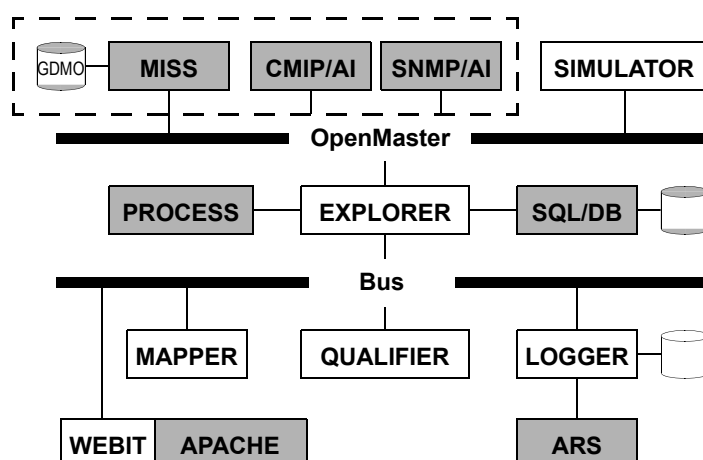 GDMO MISS CMIP/AI SNMP/AI SIMULATOR
OpenMaster
PROCESS EXPLORER SQL/DB
Bus
MAPPER QUALIFIER LOGGER
WEBIT APACHE ARS